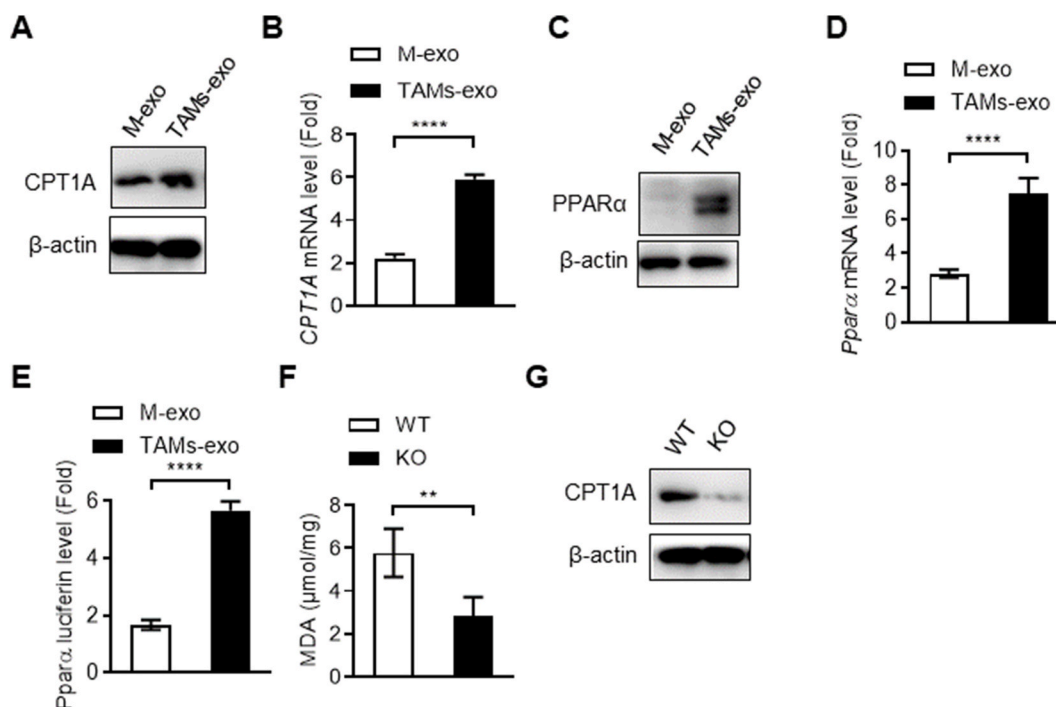 A
M-exo
TAMs-exo
CPT1A
β-actin
B
M-exo
TAMs-exo
****
CPT1A mRNA level (Fold)
8
6
4
2
0
C
M-exo
TAMs-exo
PPARα
β-actin
D
M-exo
TAMs-exo
****
Pparα mRNA level (Fold)
10
8
6
4
2
0
E
M-exo
TAMs-exo
****
Pparα luciferin level (Fold)
6
4
2
0
F
WT
KO
**
MDA (μmol/mg)
8
6
4
2
0
G
WT
KO
CPT1A
β-actin